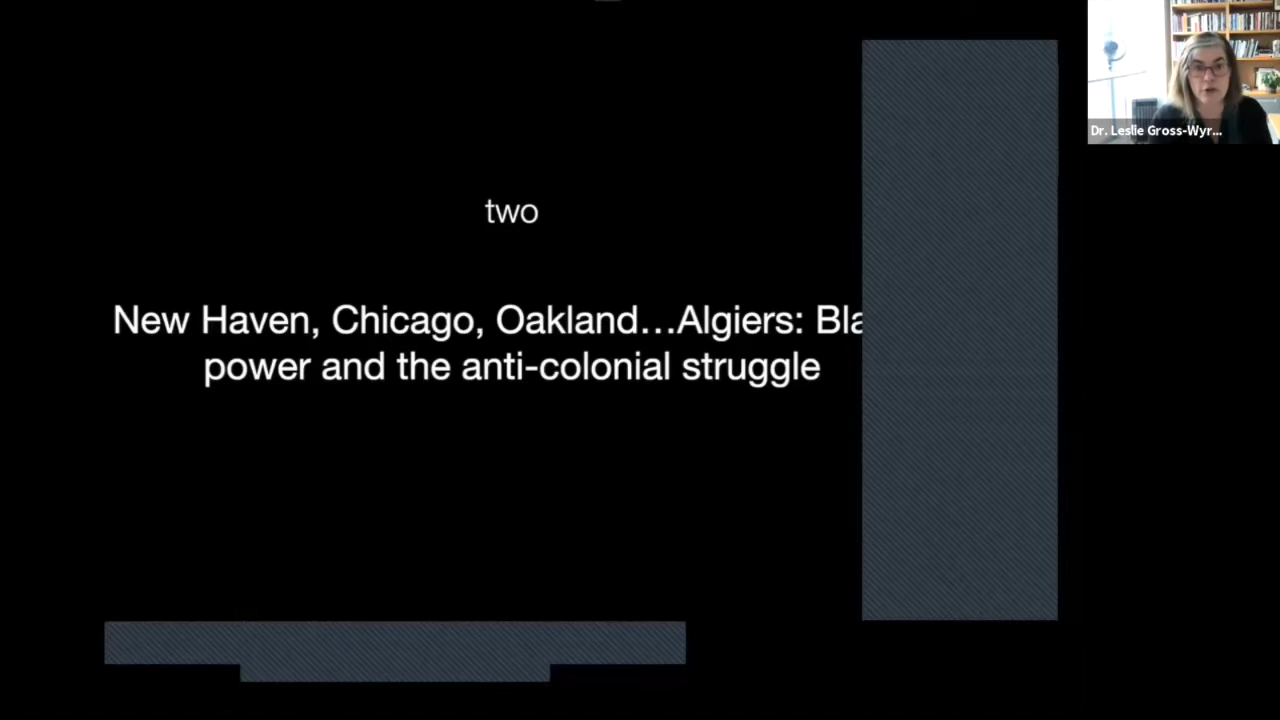 two
New Haven, Chicago, Oakland…Algiers: Bla
power and the anti-colonial struggle
Dr. Leslie Gross-Wyr...